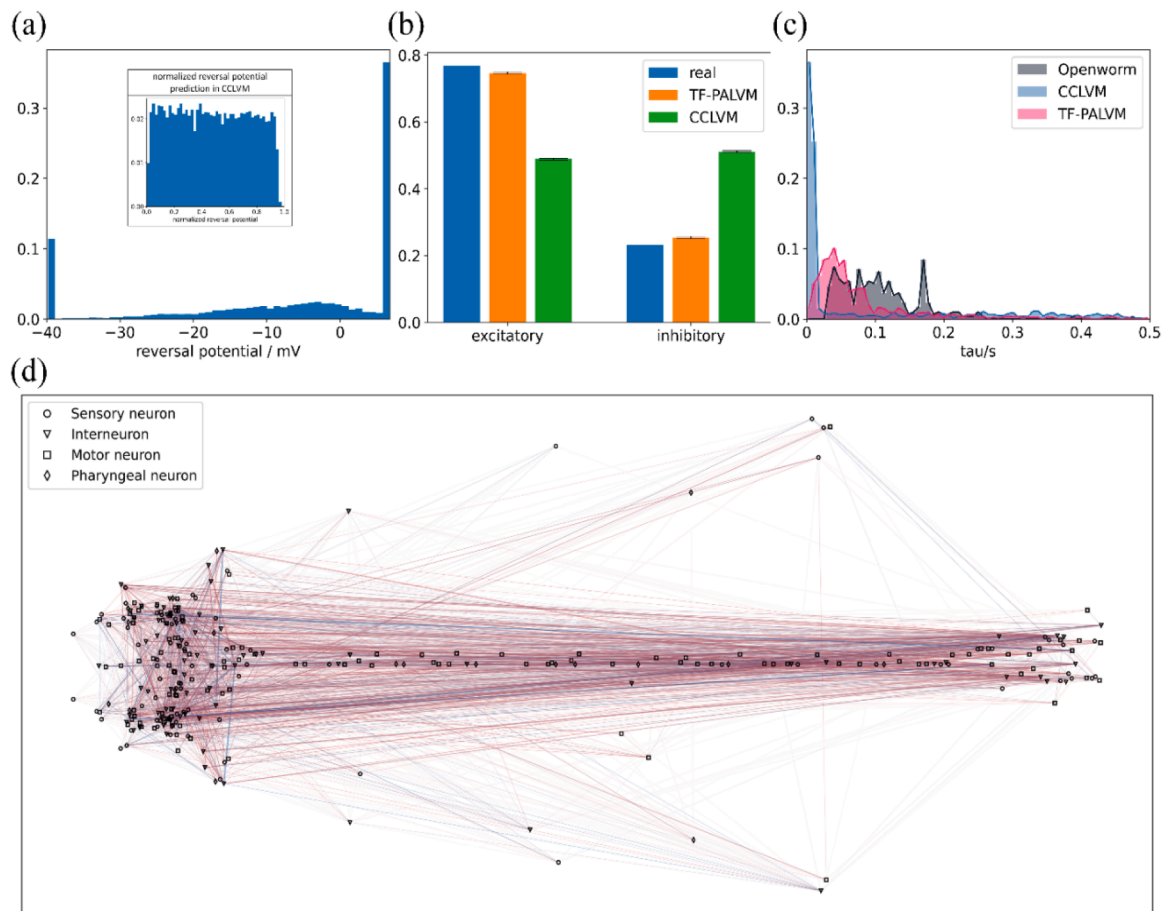 (a)
0.3
0.2
0.1
0.0
−40
−30
−20
−10
0
reversal potential / mV
normalized reversal potential
prediction in CCLVM
0.02
0.01
0.00
0.0
0.2
0.4
0.6
0.8
1.0
normalized reversal potential
(b)
0.8
0.6
0.4
0.2
0.0
excitatory
inhibitory
real
TF-PALVM
CCLVM
(c)
0.3
0.2
0.1
0.0
0
0.1
0.2
0.3
0.4
0.5
tau/s
Openworm
CCLVM
TF-PALVM
(d)
Sensory neuron
Interneuron
Motor neuron
Pharyngeal neuron